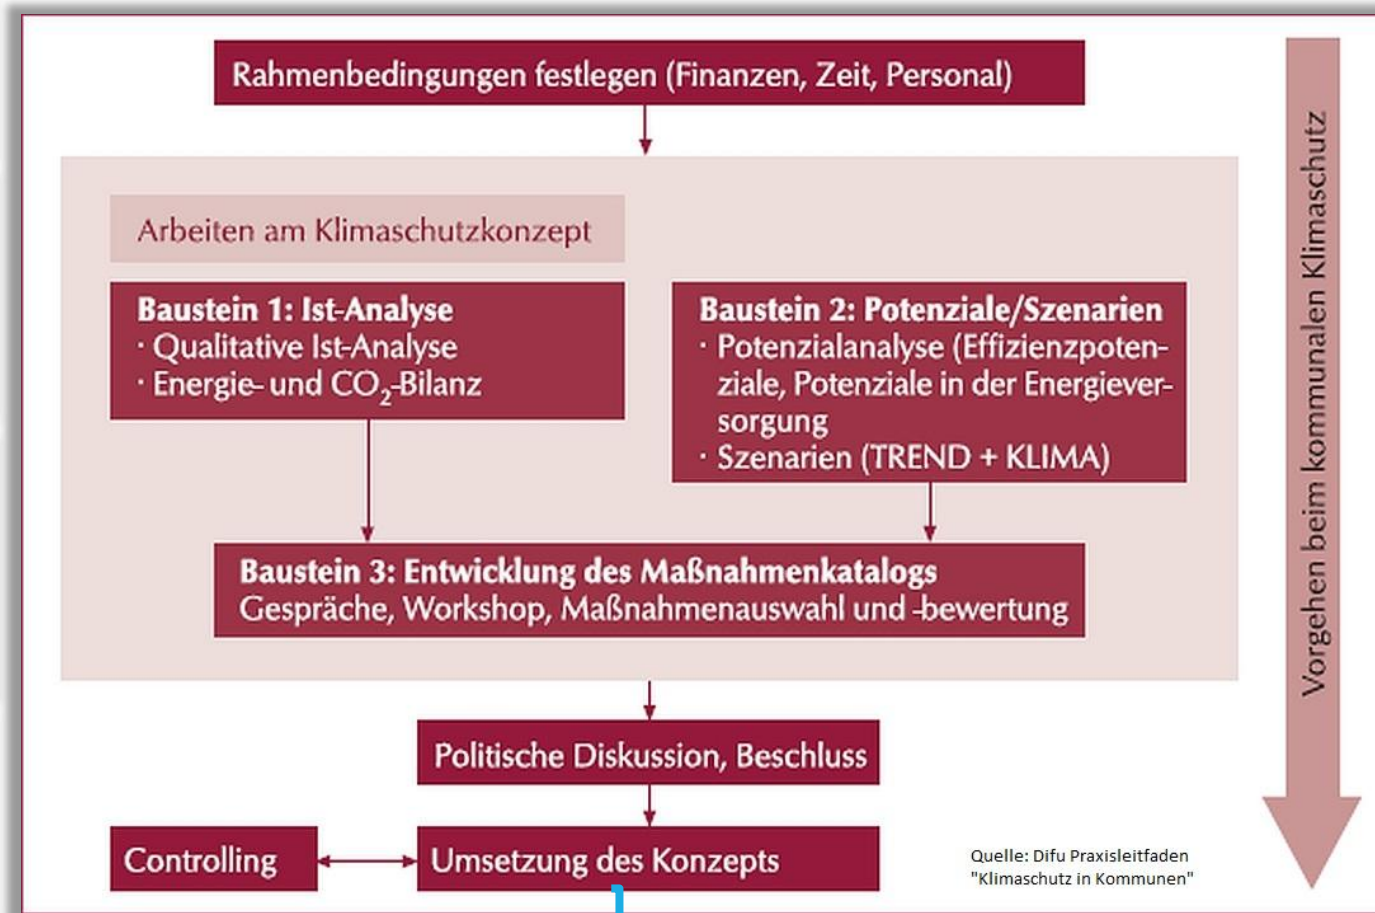 Rahmenbedingungen festlegen (Finanzen, Zeit, Personal)
Arbeiten am Klimaschutzkonzept
Baustein 1: Ist-Analyse
· Qualitative Ist-Analyse
· Energie- und CO₂-Bilanz
Baustein 2: Potenziale/Szenarien
· Potenzialanalyse (Effizienzpoten-
ziale, Potenziale in der Energiever-
sorgung
· Szenarien (TREND + KLIMA)
Baustein 3: Entwicklung des Maßnahmenkatalogs
Gespräche, Workshop, Maßnahmenauswahl und -bewertung
Politische Diskussion, Beschluss
Controlling
Umsetzung des Konzepts
Vorgehen beim kommunalen Klimaschutz
Quelle: Difu Praxisleitfaden
"Klimaschutz in Kommunen"